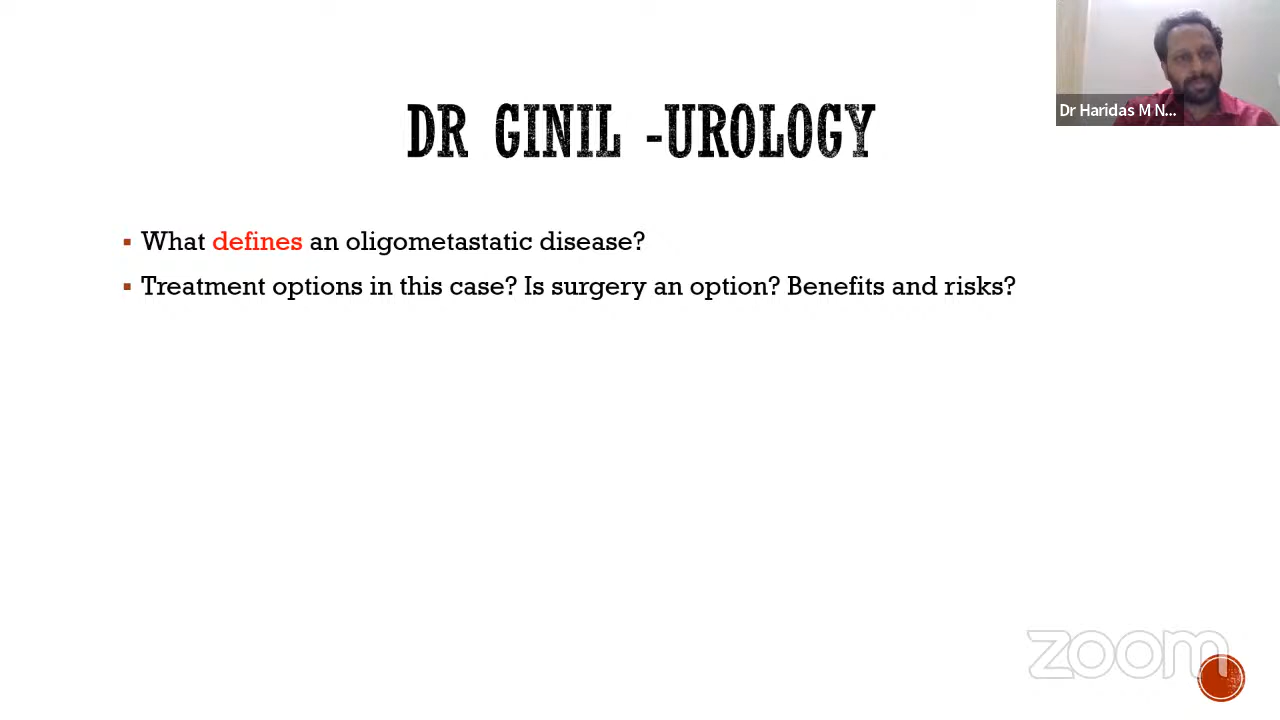 Dr Haridas M N...
DR GINIL -UROLOGY
What defines an oligometastatic disease?
Treatment options in this case? Is surgery an option? Benefits and risks?
zoom